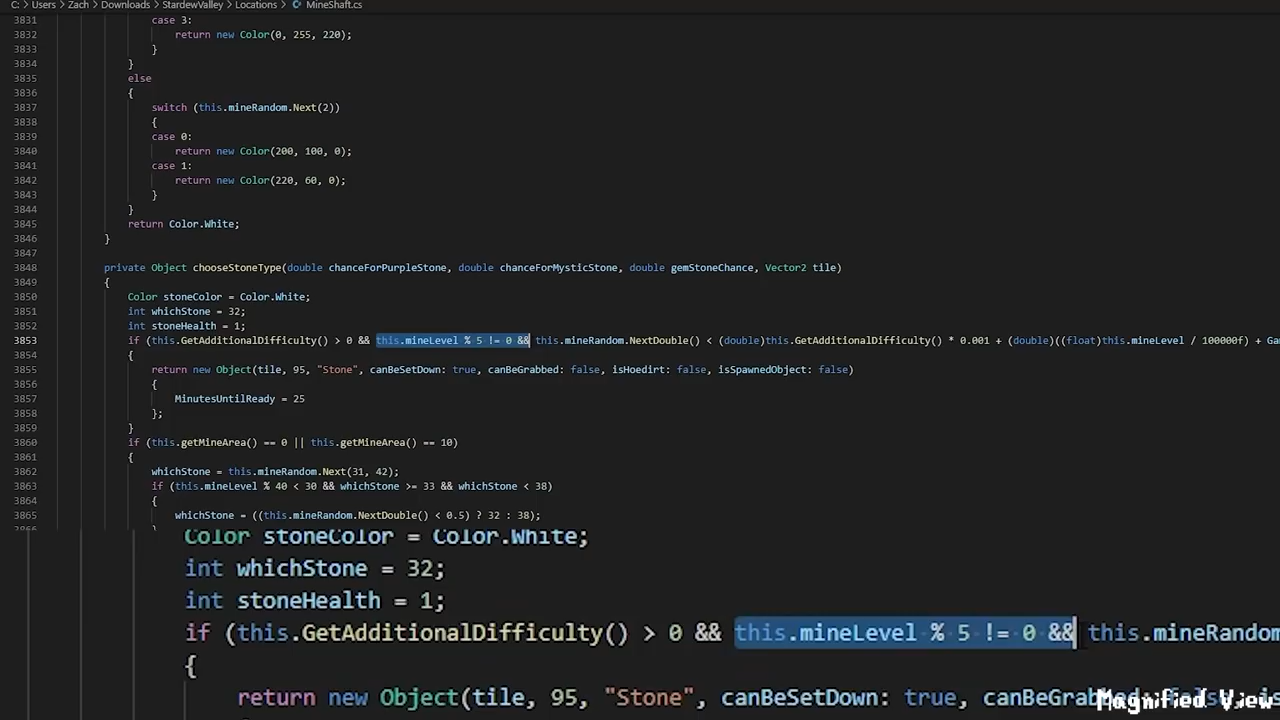 C: > Users > Zach > Downloads > StardewValley > Locations > MineShaft.cs
3831 case 3:
3832 return new Color(0, 255, 220);
3833 }
3834 }
3835 else
3836 {
3837 switch (this.mineRandom.Next(2))
3838 {
3839 case 0:
3840 return new Color(200, 100, 0);
3841 case 1:
3842 return new Color(220, 60, 0);
3843 }
3844 }
3845 return Color.White;
3846 }
3847
3848 private Object chooseStoneType(double chanceForPurpleStone, double chanceForMysticStone, double gemStoneChance, Vector2 tile)
3849 {
3850 Color stoneColor = Color.White;
3851 int whichStone = 32;
3852 int stoneHealth = 1;
3853 if (this.GetAdditionalDifficulty() > 0 && this.mineLevel % 5 != 0 && this.mineRandom.NextDouble() < (double)this.GetAdditionalDifficulty() * 0.001 + (double)((float)this.mineLevel / 100000f) + Ga
3854 {
3855 return new Object(tile, 95, "Stone", canBeSetDown: true, canBeGrabbed: false, isHoedirt: false, isSpawnedObject: false)
3856 {
3857 MinutesUntilReady = 25
3858 };
3859 }
3860 if (this.getMineArea() == 0 || this.getMineArea() == 10)
3861 {
3862 whichStone = this.mineRandom.Next(31, 42);
3863 if (this.mineLevel % 40 < 30 && whichStone >= 33 && whichStone < 38)
3864 {
3865 whichStone = ((this.mineRandom.NextDouble() < 0.5) ? 32 : 38);
3866 }
Color stoneColor = Color.White;
int whichStone = 32;
int stoneHealth = 1;
if (this.GetAdditionalDifficulty() > 0 && this.mineLevel % 5 != 0 && this.mineRandom
{
return new Object(tile, 95, "Stone", canBeSetDown: true, canBeGrabbed: false, is
Magnified View